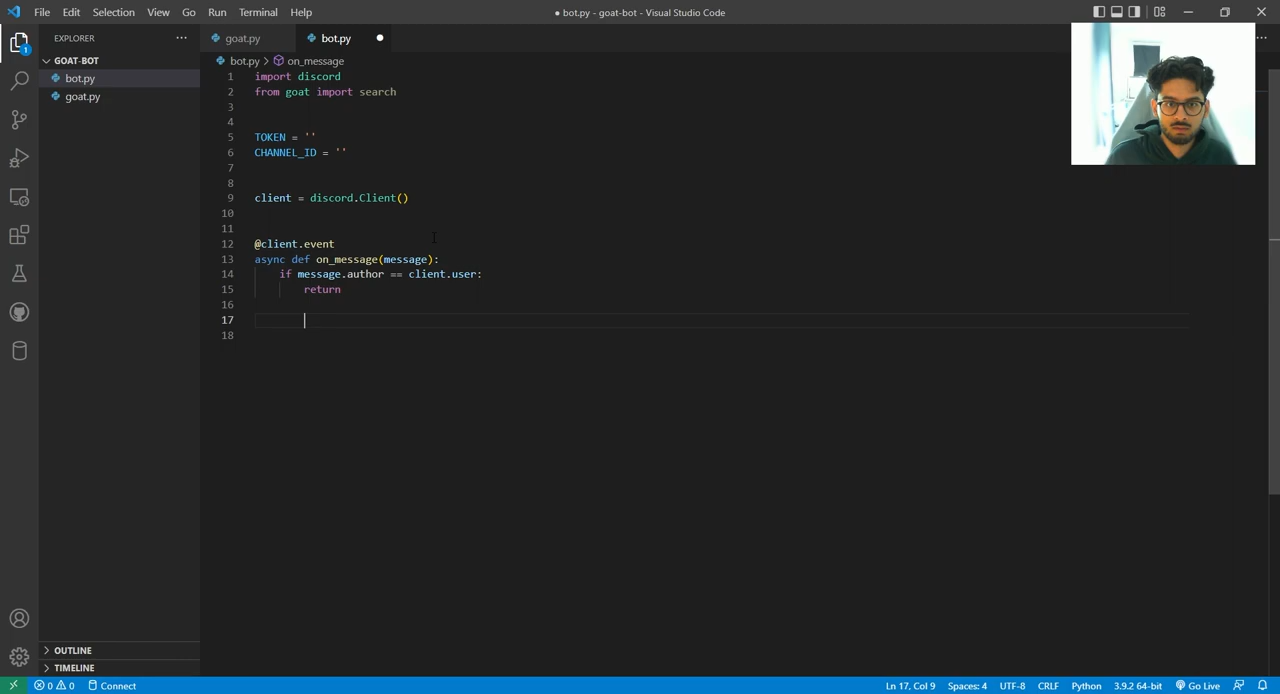 File Edit Selection View Go Run Terminal Help
● bot.py - goat-bot - Visual Studio Code
EXPLORER
goat.py
bot.py
GOAT-BOT
bot.py
goat.py
bot.py > on_message
1 import discord
2 from goat import search
3
4
5 TOKEN = ''
6 CHANNEL_ID = ''
7
8
9 client = discord.Client()
10
11
12 @client.event
13 async def on_message(message):
14 if message.author == client.user:
15 return
16
17
18
1
OUTLINE
TIMELINE
0 0 Connect
Ln 17, Col 9 Spaces: 4 UTF-8 CRLF Python 3.9.2 64-bit Go Live